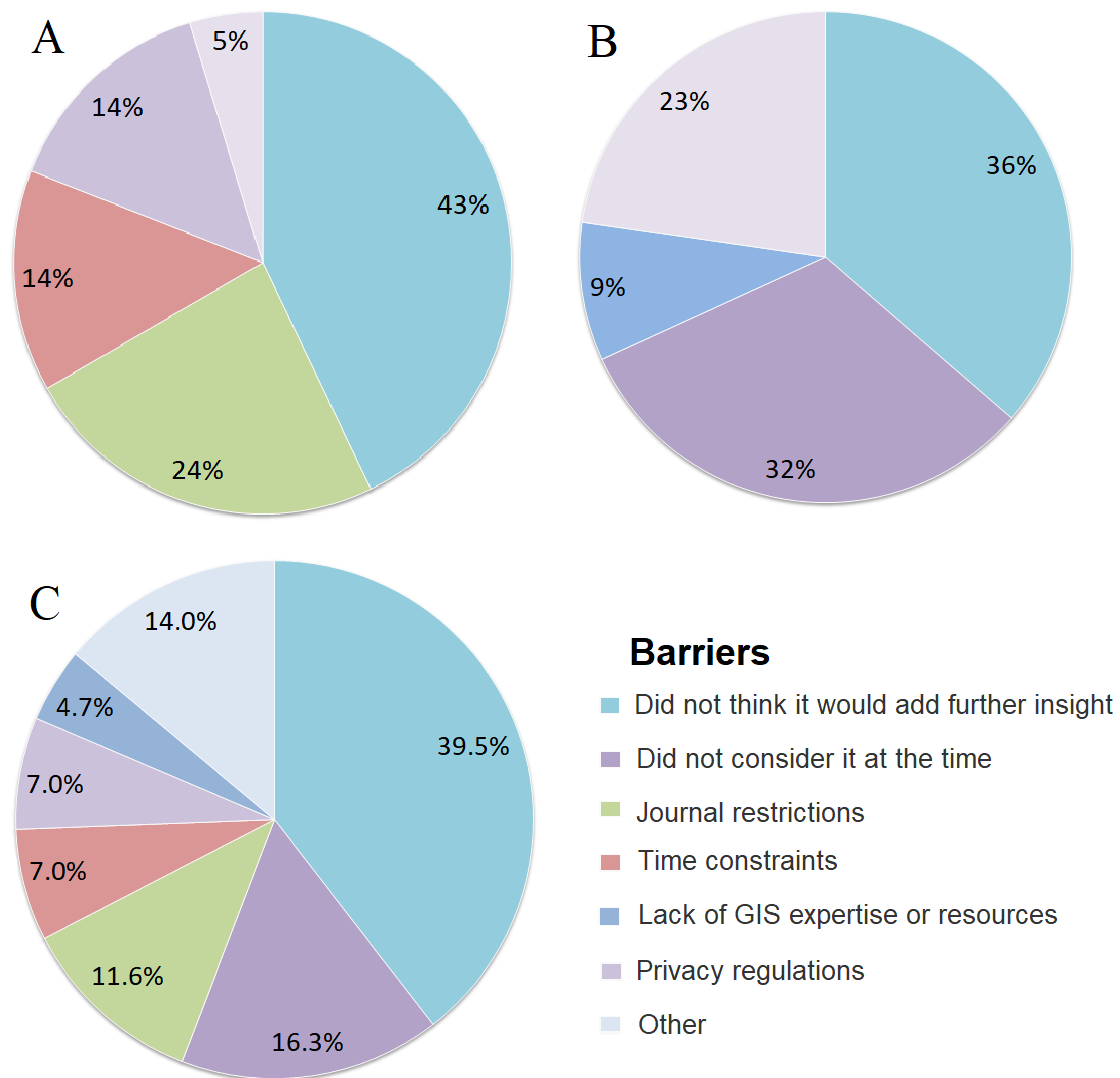 A
5%
14%
43%
14%
24%
B
23%
36%
9%
32%
C
14.0%
4.7%
39.5%
7.0%
7.0%
11.6%
16.3%
Barriers
Did not think it would add further insight
Did not consider it at the time
Journal restrictions
Time constraints
Lack of GIS expertise or resources
Privacy regulations
Other